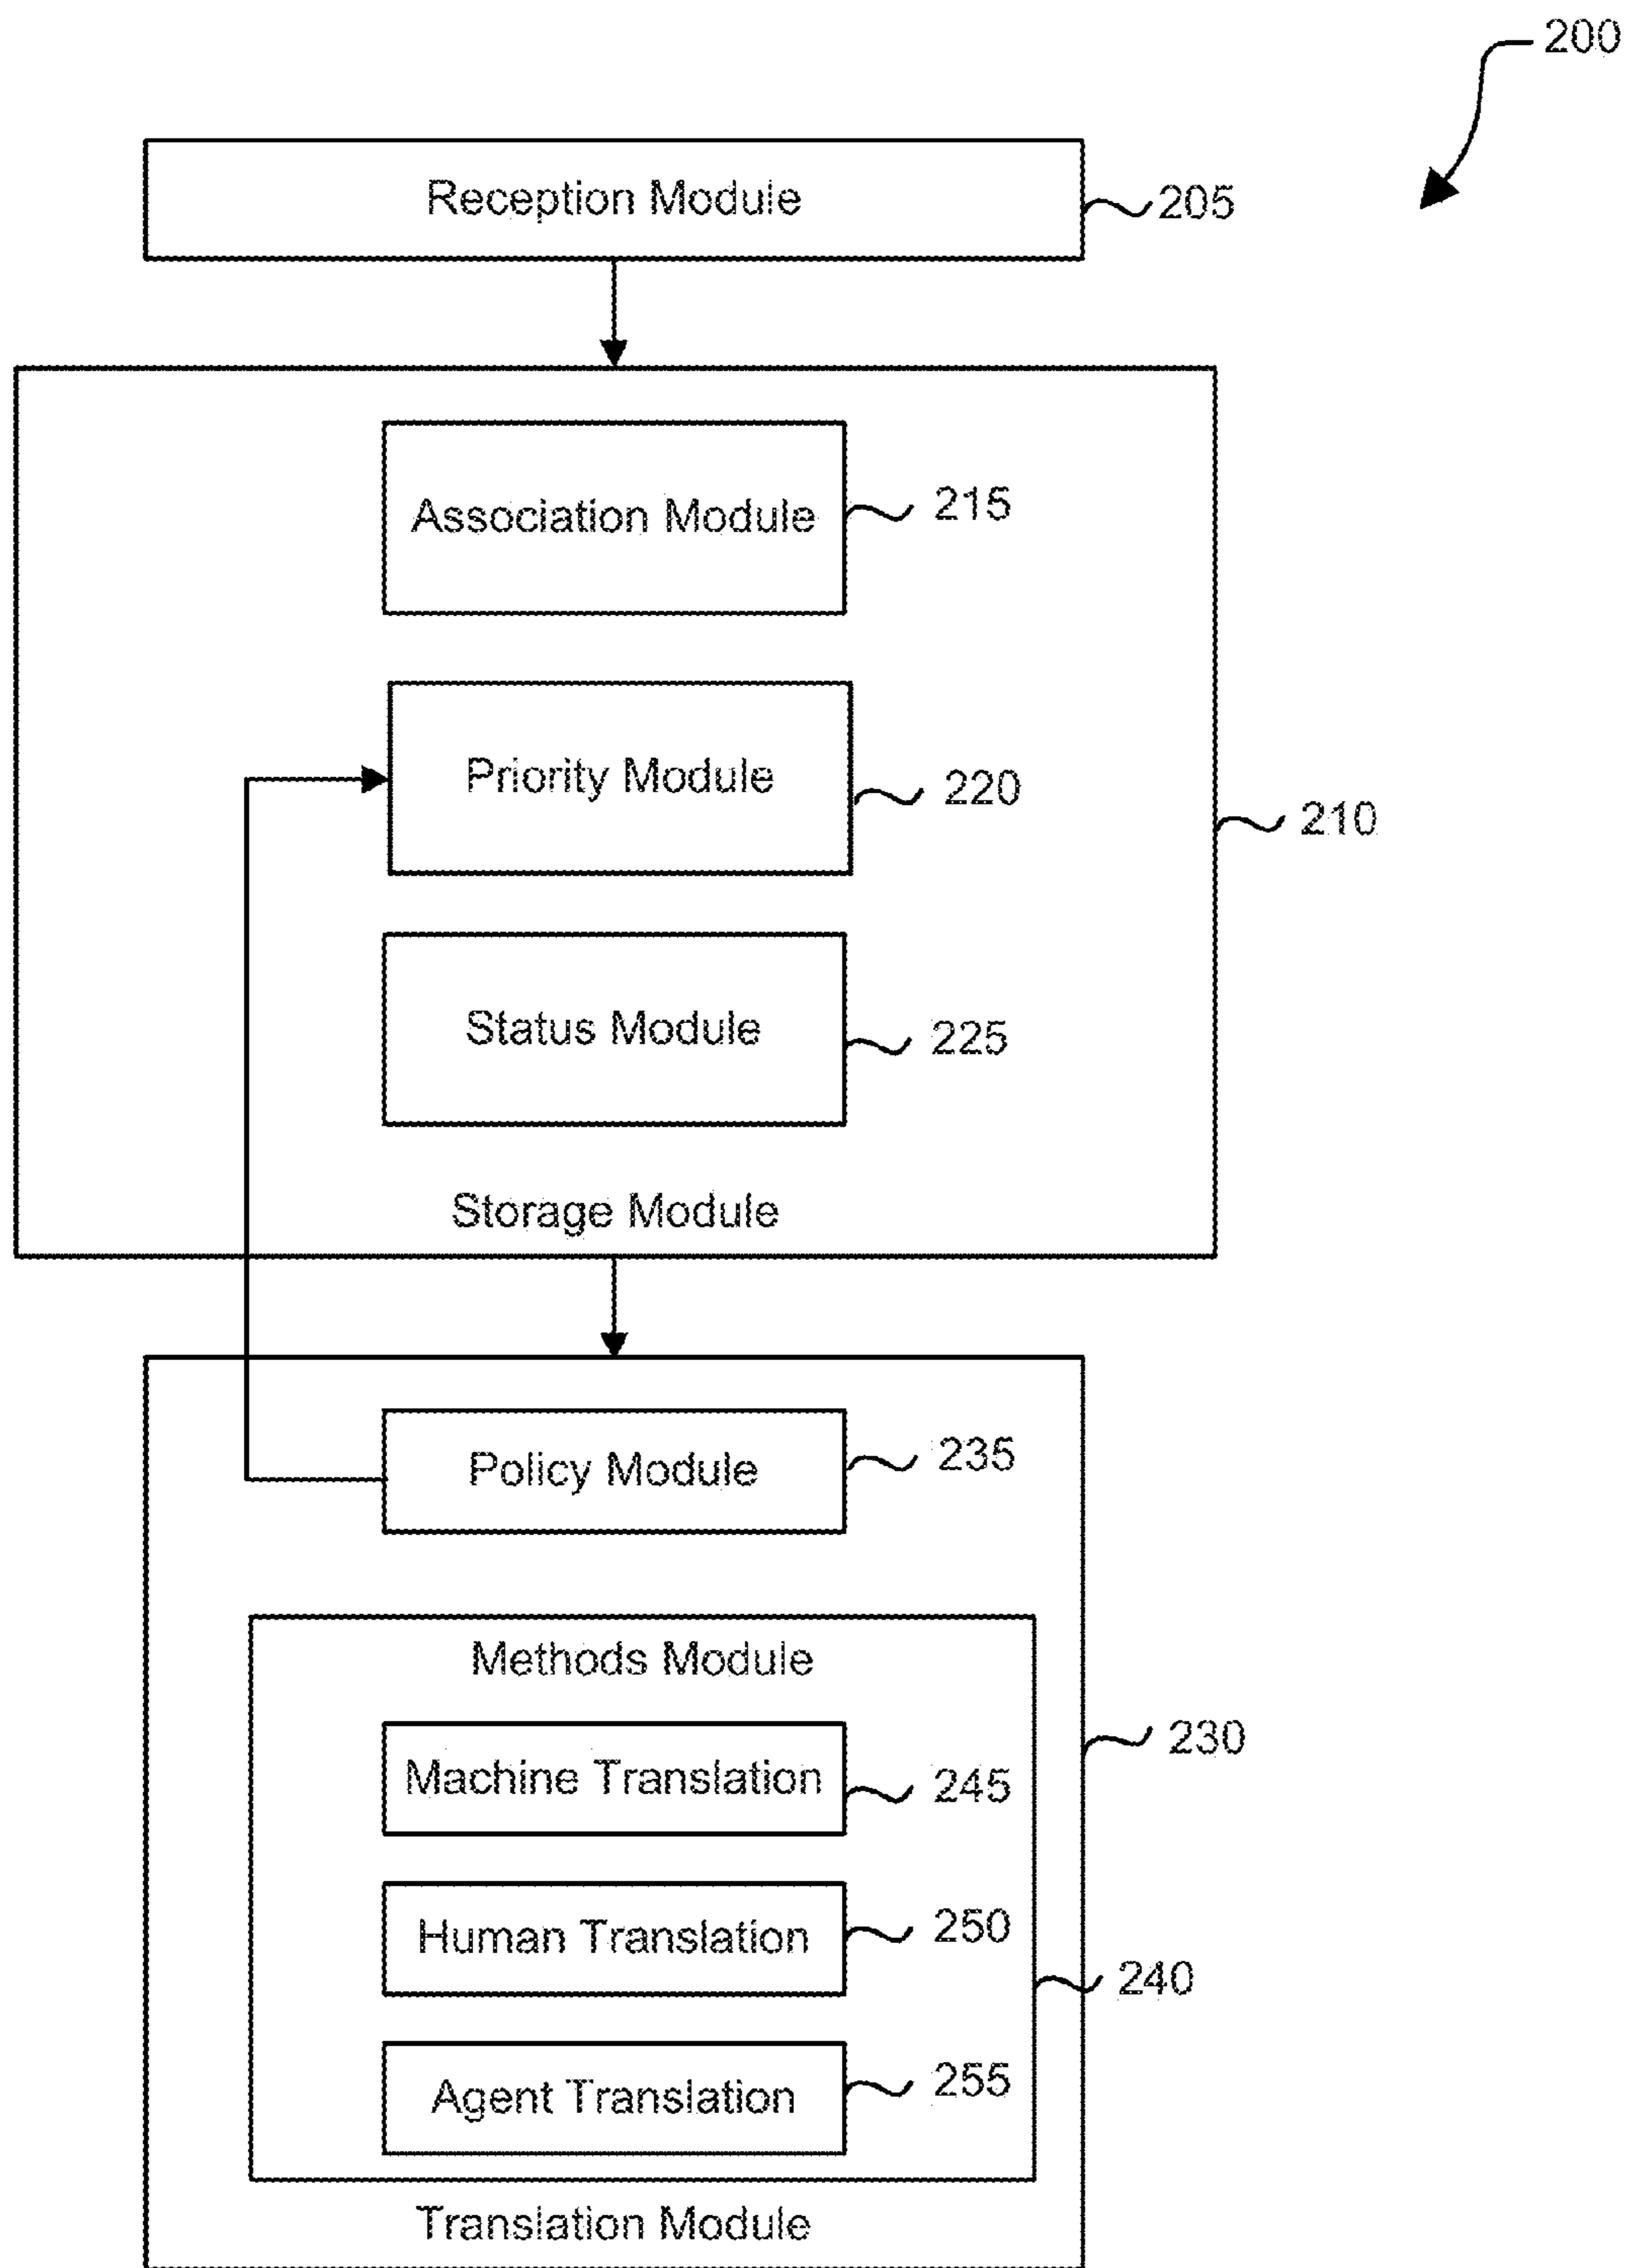 200
Reception Module
205
Association Module
215
Priority Module
220
210
Status Module
225
Storage Module
Policy Module
235
Methods Module
230
Machine Translation
245
Human Translation
250
240
Agent Translation
255
Translation Module